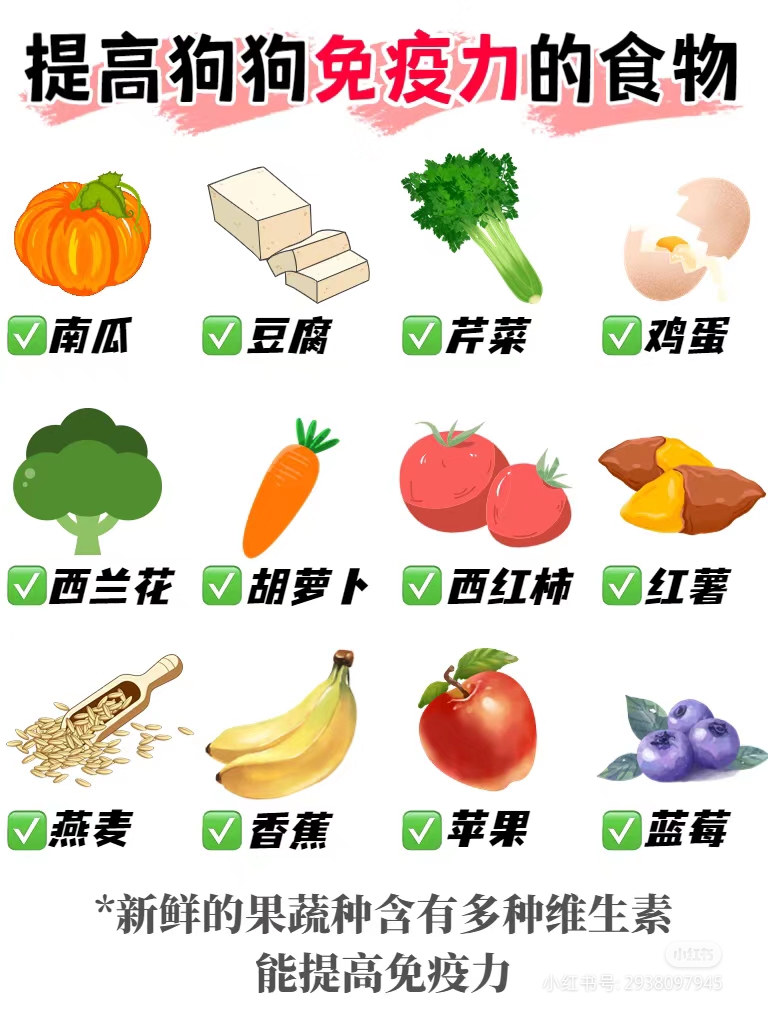 提高狗狗免疫力的食物
✅南瓜 ✅豆腐 ✅芹菜 ✅鸡蛋
✅西兰花 ✅胡萝卜 ✅西红柿 ✅红薯
✅燕麦 ✅香蕉 ✅苹果 ✅蓝莓
*新鲜的果蔬种含有多种维生素
能提高免疫力
小红书
小红书号: 2938097945